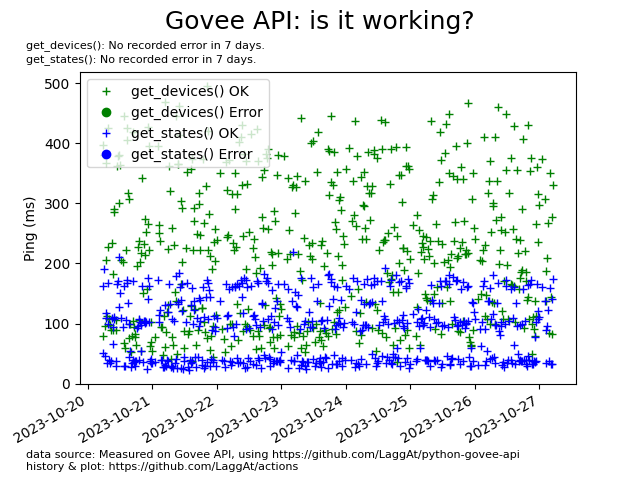 Govee API: is it working?
get_devices(): No recorded error in 7 days.
get_states(): No recorded error in 7 days.
get_devices() OK
get_devices() Error
get_states() OK
get_states() Error
Ping (ms)
500
400
300
200
100
0
2023-10-20
2023-10-21
2023-10-22
2023-10-23
2023-10-24
2023-10-25
2023-10-26
2023-10-27
data source: Measured on Govee API, using https://github.com/LaggAt/python-govee-api
history & plot: https://github.com/LaggAt/actions